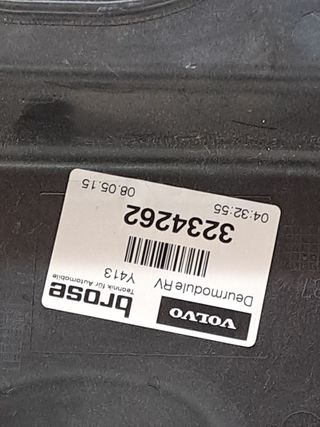 VOLVO
brose
Technik für Automobile
Deurmodule RV
Y413
3234262
04:32:55
08.05.15